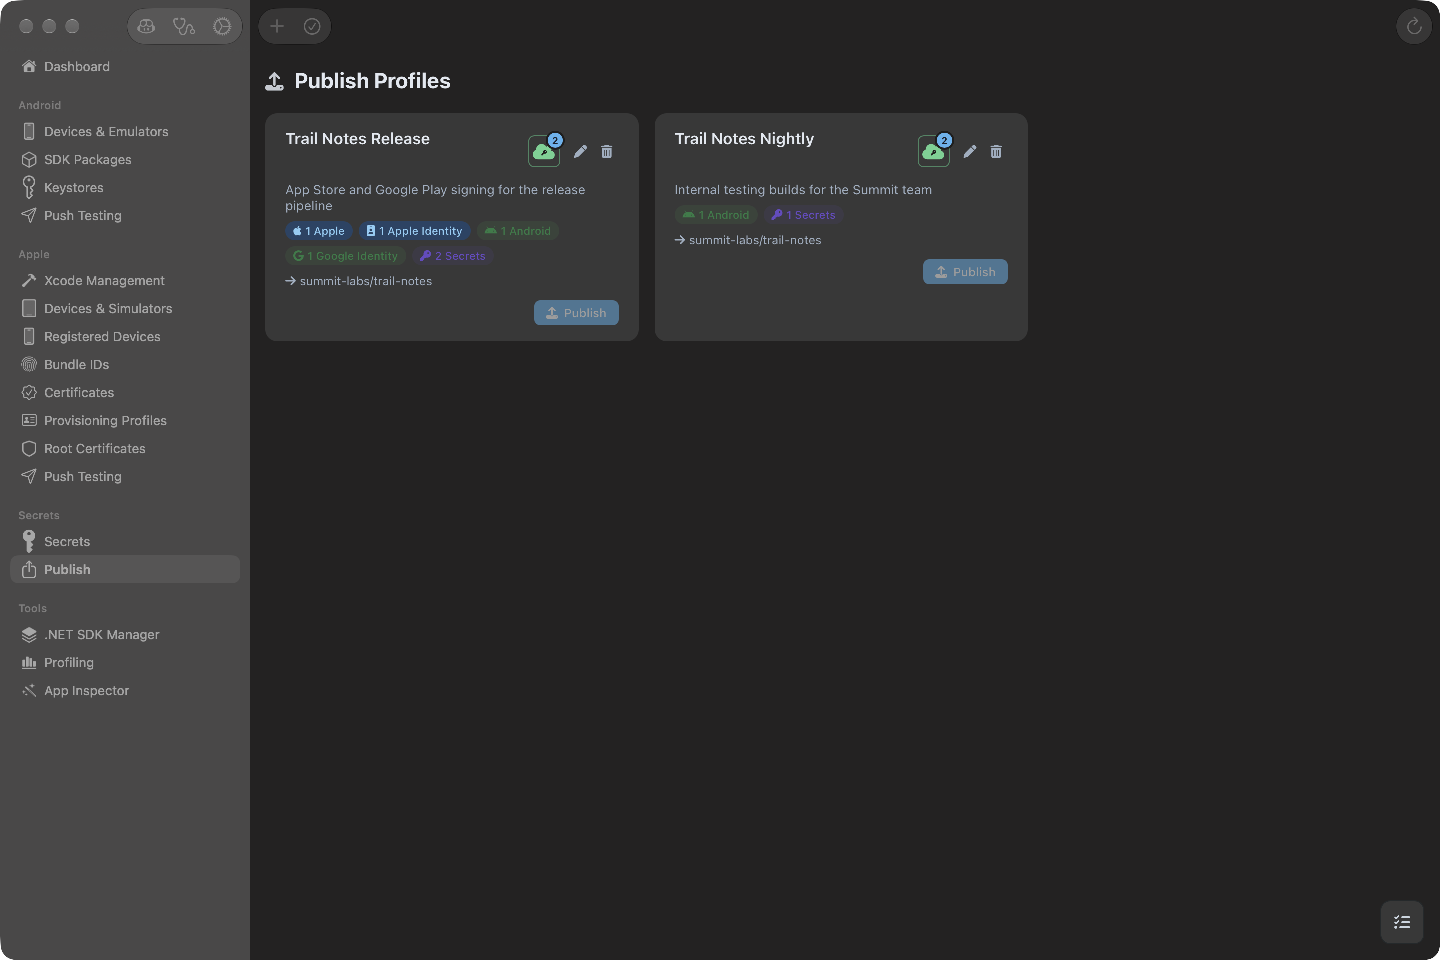 Dashboard
Android
Devices & Emulators
SDK Packages
Keystores
Push Testing
Apple
Xcode Management
Devices & Simulators
Registered Devices
Bundle IDs
Certificates
Provisioning Profiles
Root Certificates
Push Testing
Secrets
Secrets
Publish
Tools
.NET SDK Manager
Profiling
App Inspector
Publish Profiles
Trail Notes Release
2
App Store and Google Play signing for the release
pipeline
1 Apple
1 Apple Identity
1 Android
1 Google Identity
2 Secrets
→ summit-labs/trail-notes
Publish
Trail Notes Nightly
2
Internal testing builds for the Summit team
1 Android
1 Secrets
→ summit-labs/trail-notes
Publish